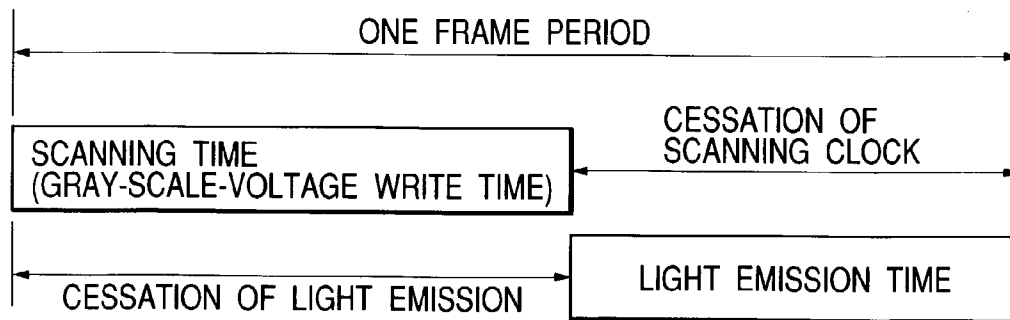 ONE FRAME PERIOD
CESSATION OF
SCANNING CLOCK
SCANNING TIME
(GRAY-SCALE-VOLTAGE WRITE TIME)
CESSATION OF LIGHT EMISSION
LIGHT EMISSION TIME